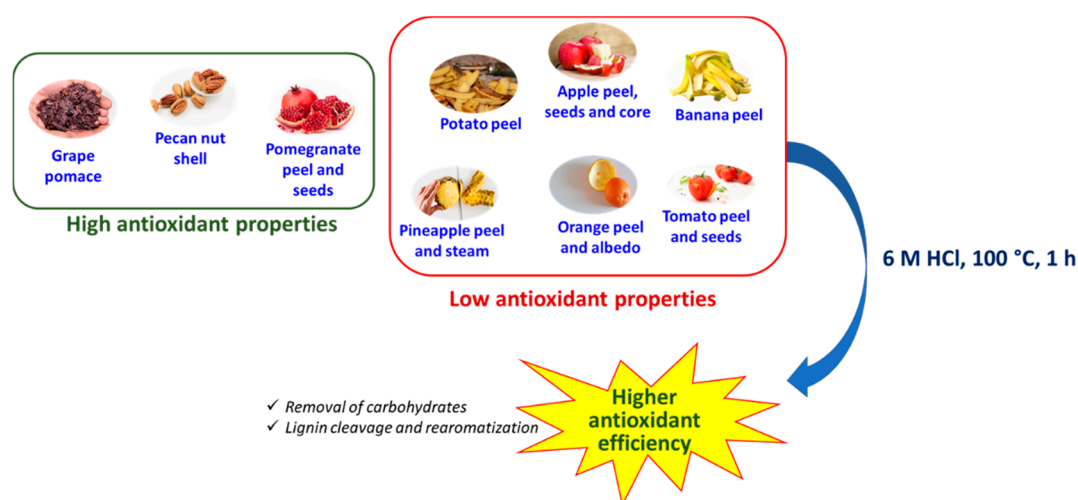 Grape
pomace
Pecan nut
shell
Pomegranate
peel and
seeds
High antioxidant properties
Potato peel
Apple peel,
seeds and core
Banana peel
Pineapple peel
and steam
Orange peel
and albedo
Tomato peel
and seeds
Low antioxidant properties
6 M HCl, 100 °C, 1 h
✓ Removal of carbohydrates
✓ Lignin cleavage and rearomatization
Higher
antioxidant
efficiency